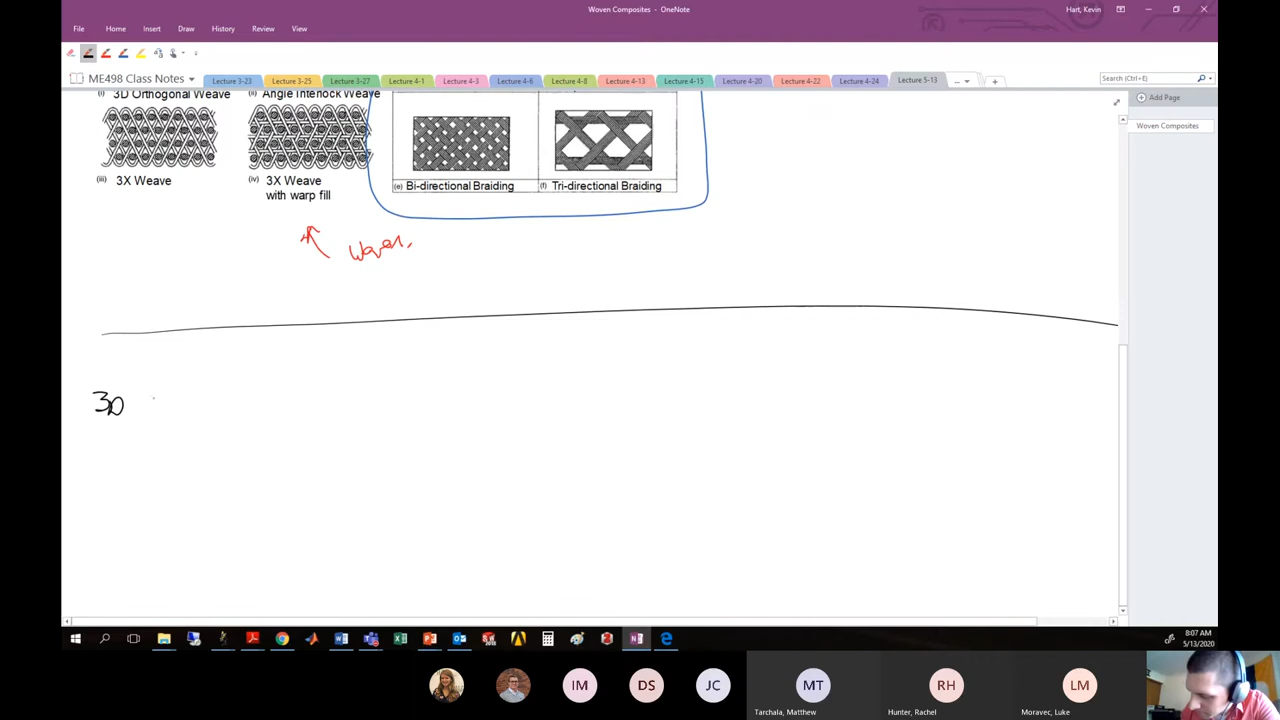 Woven Composites - OneNote
Hart, Kevin
File Home Insert Draw History Review View
ME498 Class Notes
Lecture 3-23 Lecture 3-25 Lecture 3-27 Lecture 4-1 Lecture 4-3 Lecture 4-6 Lecture 4-8 Lecture 4-13 Lecture 4-15 Lecture 4-20 Lecture 4-22 Lecture 4-24 Lecture 5-13
Search (Ctrl+E)
Add Page
Woven Composites
(i) 3D Orthogonal Weave (ii) Angle Interlock Weave
(iii) 3X Weave
(iv) 3X Weave
with warp fill
(e) Bi-directional Braiding
(f) Tri-directional Braiding
Woven.
3D
8:07 AM
5/13/2020
IM DS JC MT RH LM
Tarchala, Matthew
Hunter, Rachel
Moravec, Luke